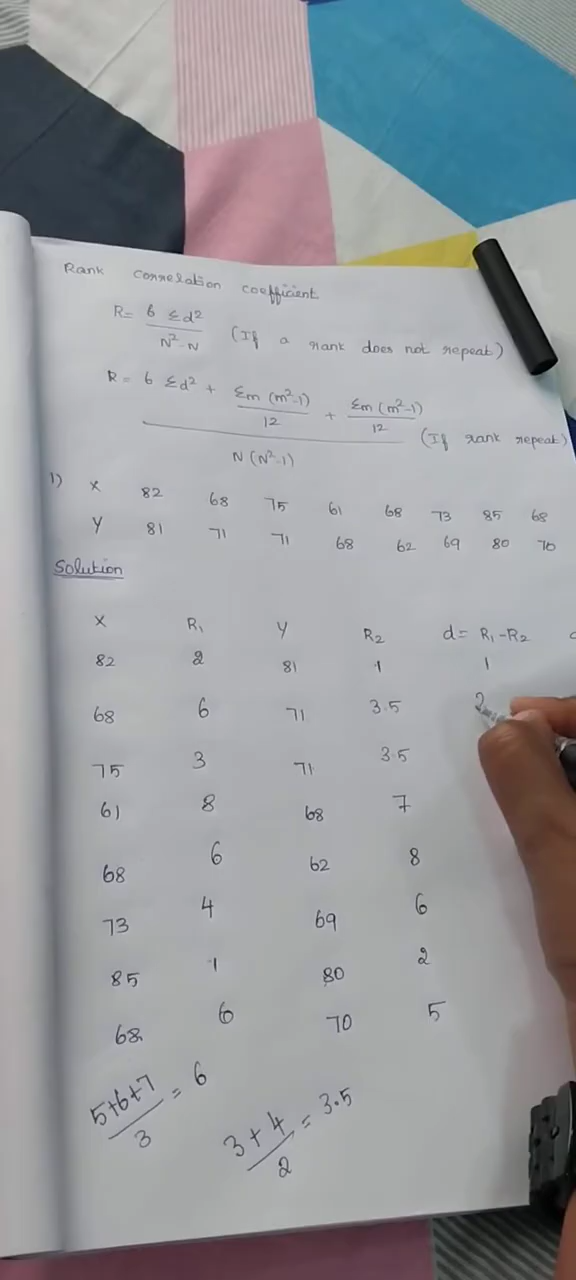 Rank correlation coefficient
R = 6 Σd² / N² - N (If a rank does not repeat)
R = 6 Σd² + Σm (m²-1) / 12 + Σm (m²-1) / 12 / N (N²-1) (If rank repeat)
1) X 82 68 75 61 68 73 85 68
Y 81 71 71 68 62 69 80 70
Solution
X R₁ Y R₂ d = R₁-R₂
82 2 81 1 1
68 6 71 3.5 2
75 3 71 3.5
61 8 68 7
68 6 62 8
73 4 69 6
85 1 80 2
68 6 70 5
5+6+7 / 3 = 6
3+4 / 2 = 3.5